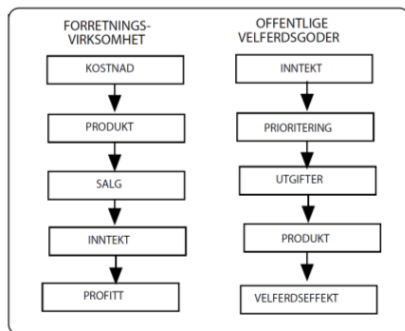 FORRETNINGS-
VIRKSOMHET
KOSTNAD
PRODUKT
SALG
INNTEKT
PROFITT
OFFENTLIGE
VELFERDSGODER
INNTEKT
PRIORITERING
UTGIFTER
PRODUKT
VELFERDSEFFEKT